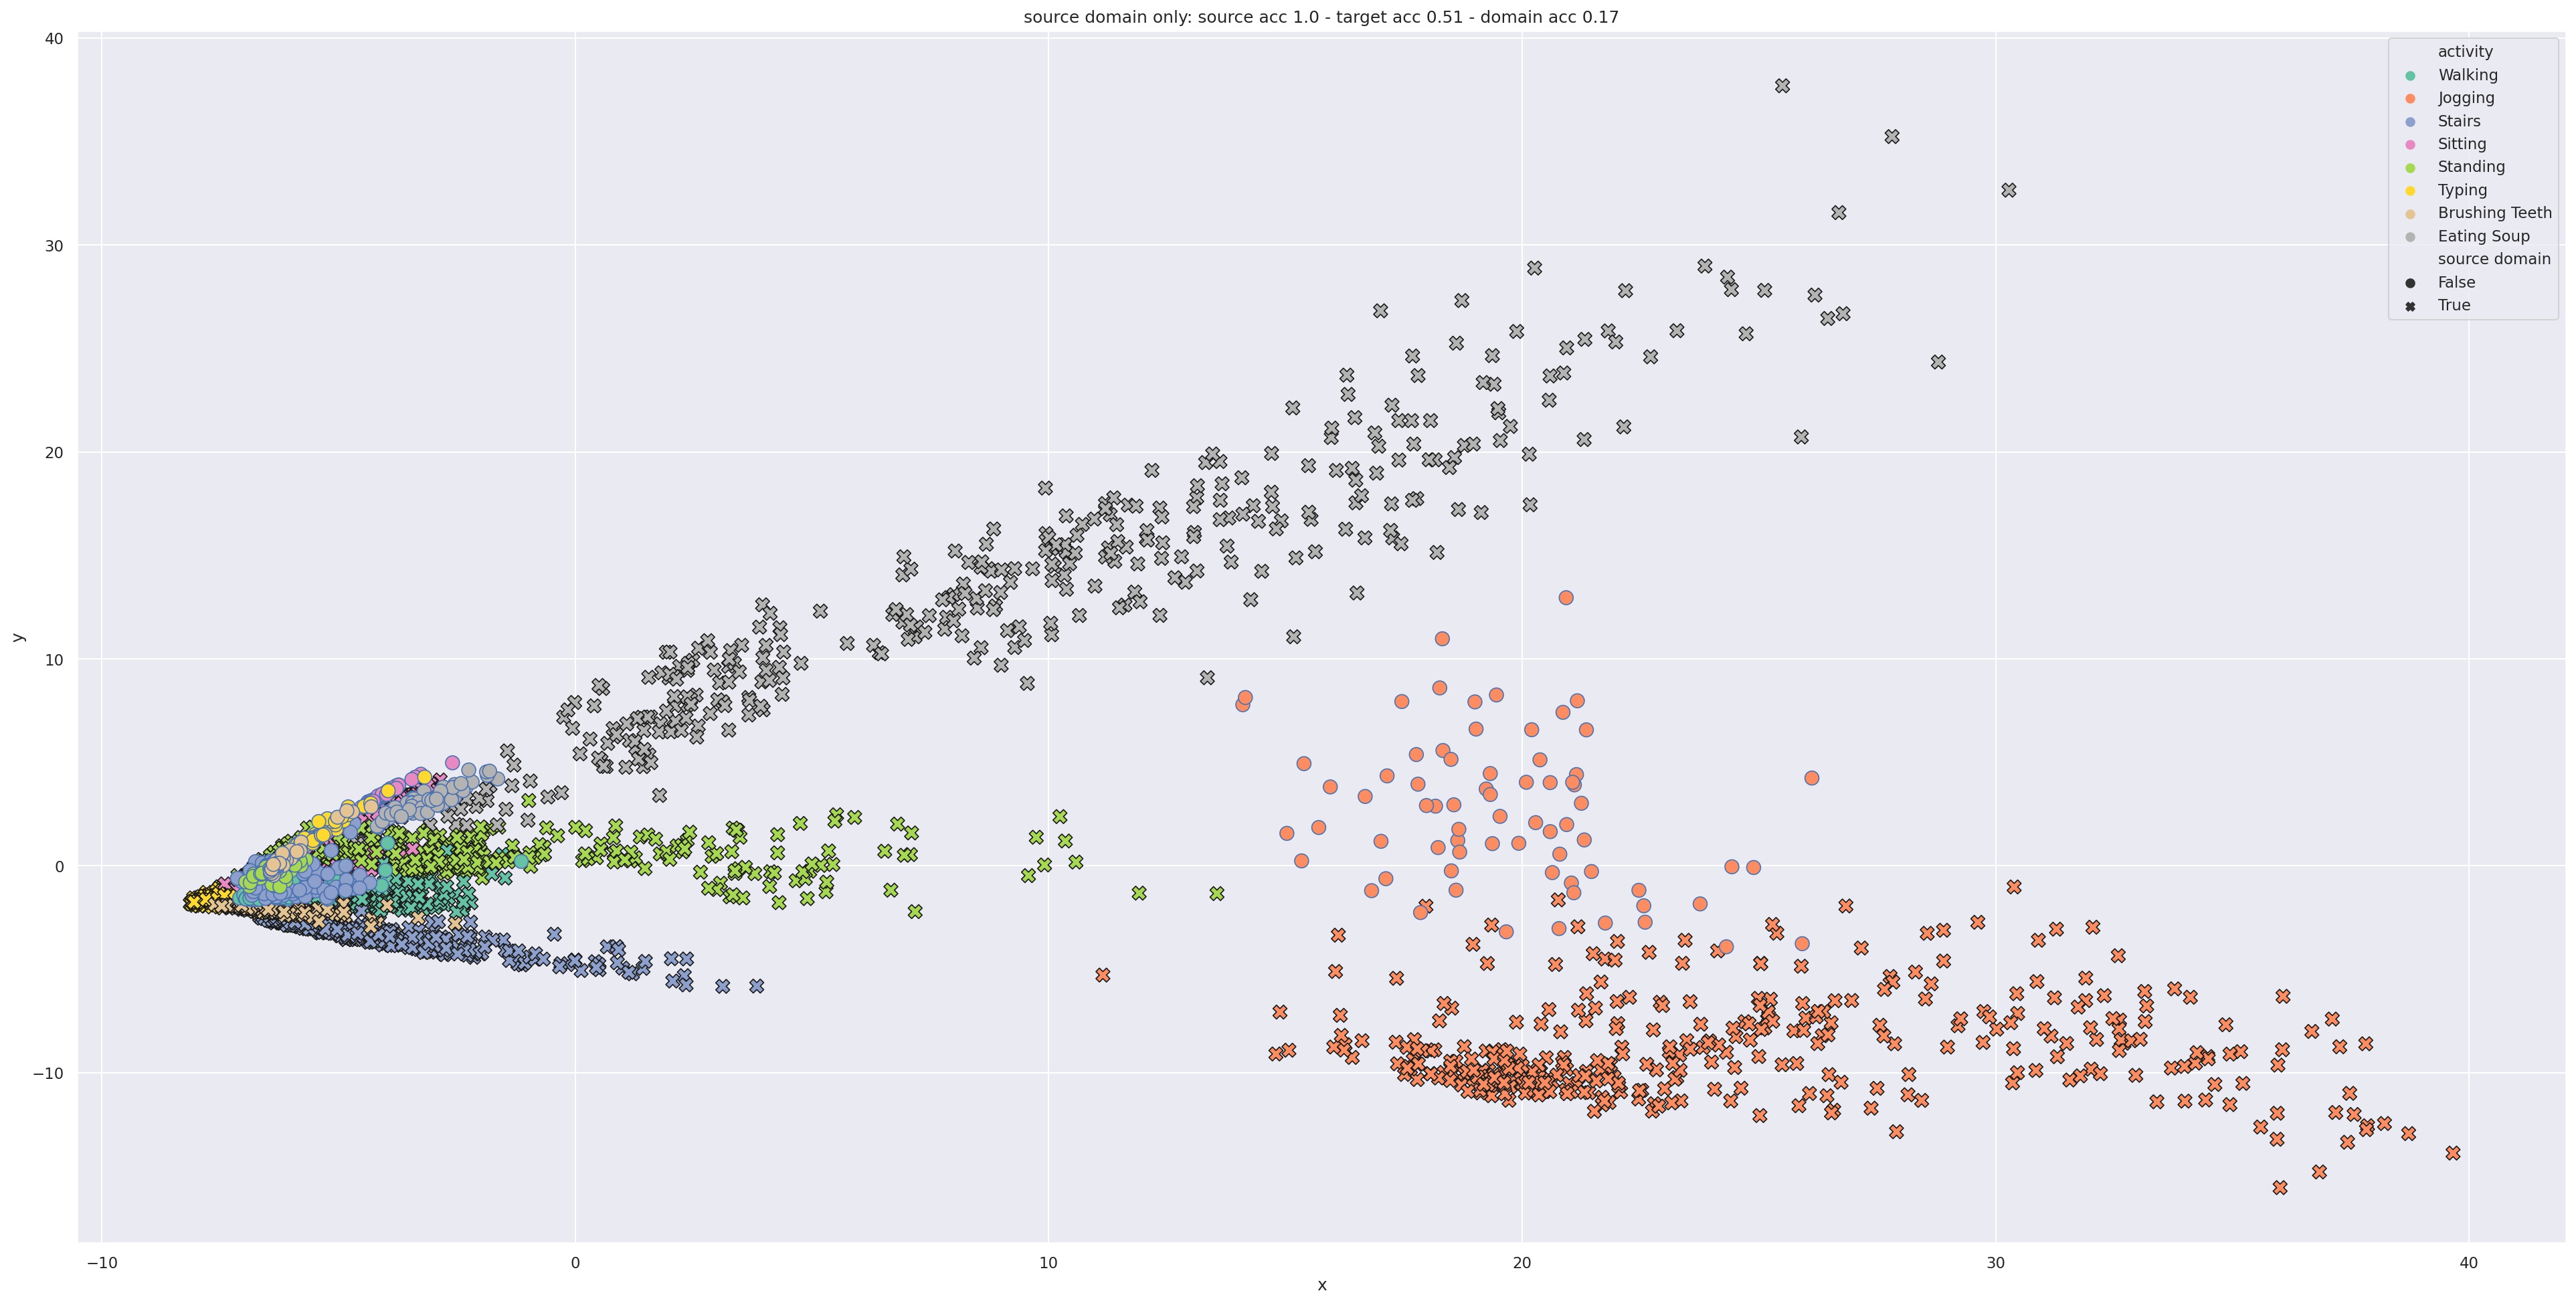 source domain only: source acc 1.0 - target acc 0.51 - domain acc 0.17
40
30
20
10
0
−10
y
−10
0
10
20
30
40
x
activity
Walking
Jogging
Stairs
Sitting
Standing
Typing
Brushing Teeth
Eating Soup
source domain
False
True